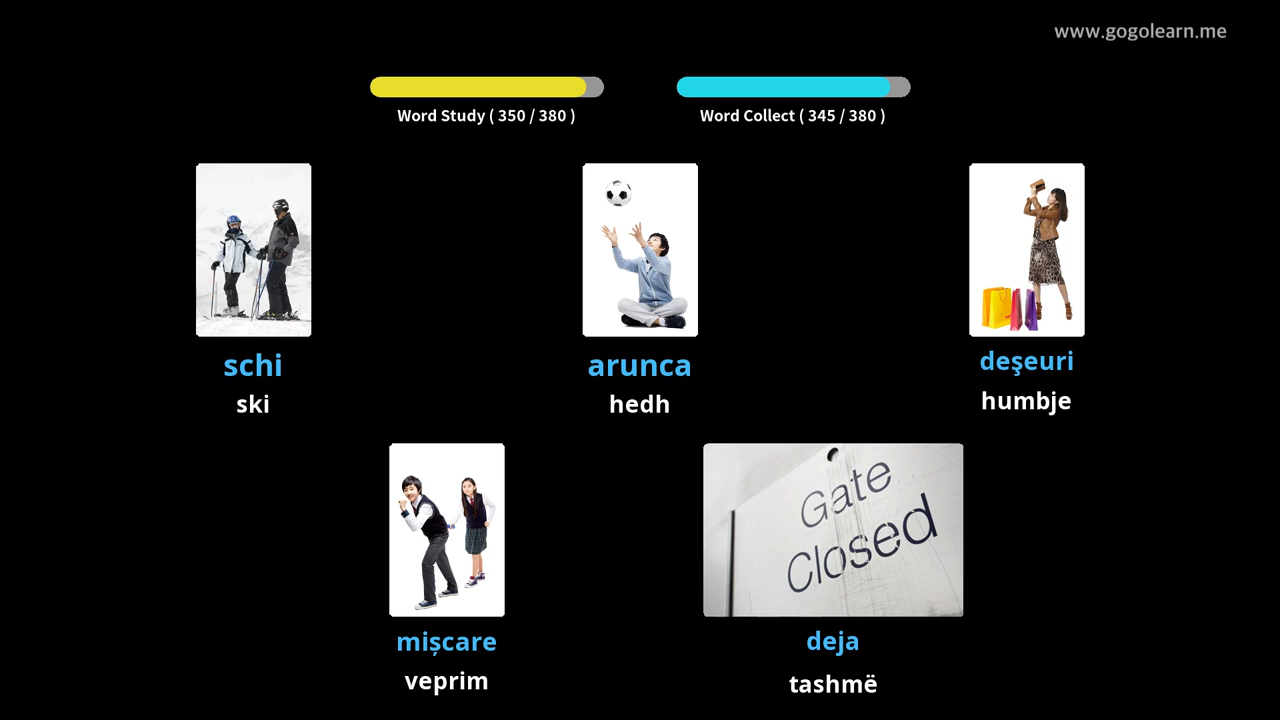 www.gogolearn.me
Word Study ( 350 / 380 )
Word Collect ( 345 / 380 )
schi
ski
arunca
hedh
deşeuri
humbje
Gate
Closed
mișcare
veprim
deja
tashmë